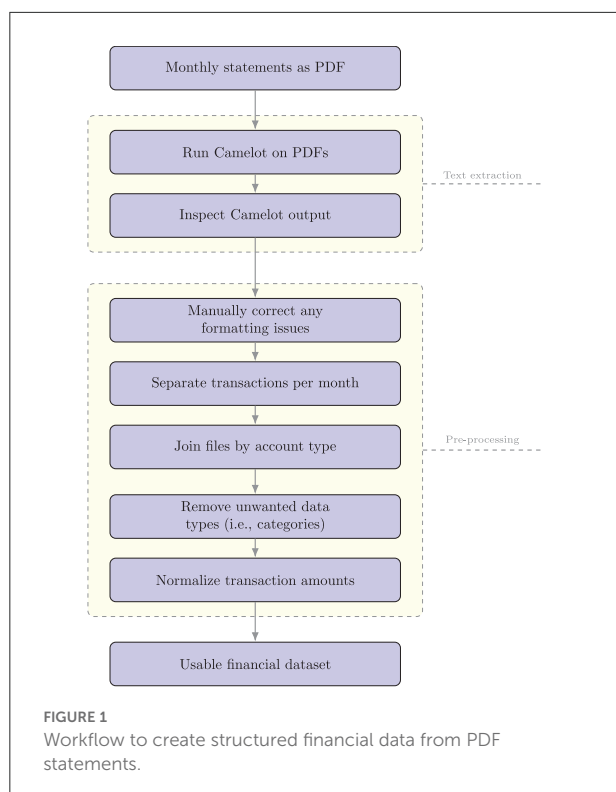 Monthly statements as PDF
Run Camelot on PDFs
Text extraction
Inspect Camelot output
Manually correct any
formatting issues
Separate transactions per month
Join files by account type
Pre-processing
Remove unwanted data
types (i.e., categories)
Normalize transaction amounts
Usable financial dataset
FIGURE 1
Workflow to create structured financial data from PDF
statements.